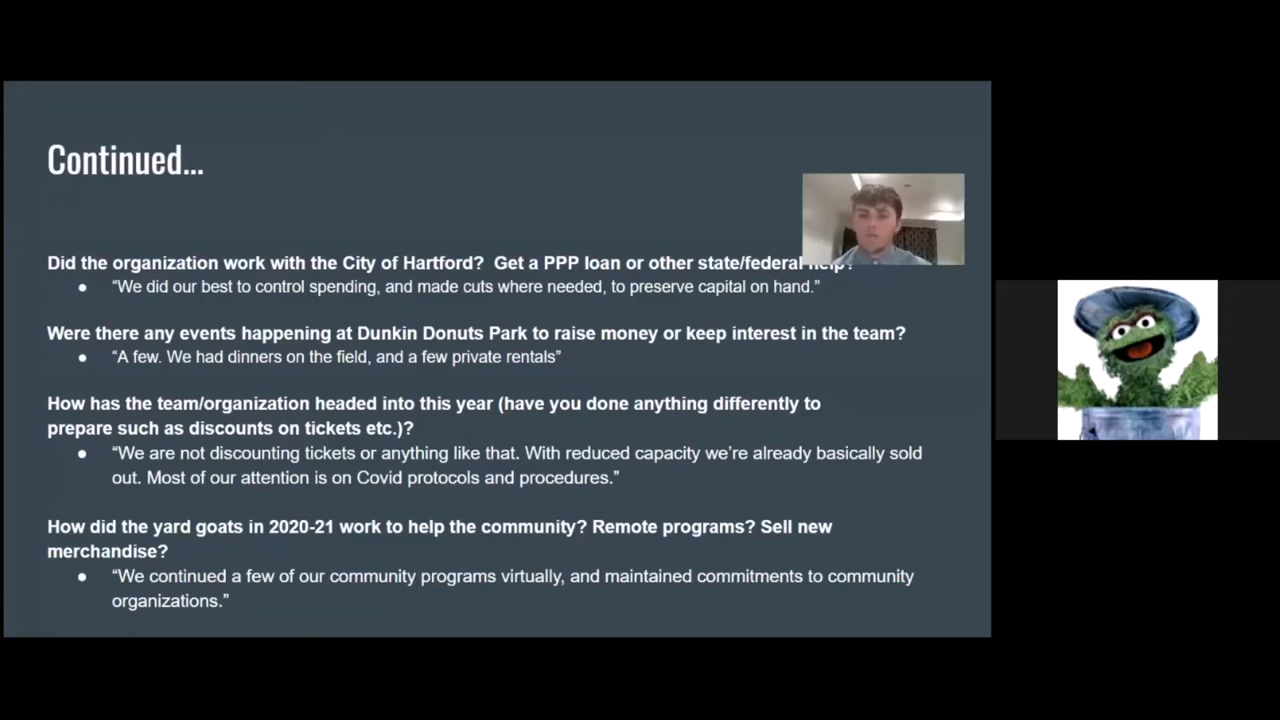 Continued...
Did the organization work with the City of Hartford?  Get a PPP loan or other state/federal help?
● “We did our best to control spending, and made cuts where needed, to preserve capital on hand.”
Were there any events happening at Dunkin Donuts Park to raise money or keep interest in the team?
● “A few. We had dinners on the field, and a few private rentals”
How has the team/organization headed into this year (have you done anything differently to
prepare such as discounts on tickets etc.)?
● “We are not discounting tickets or anything like that. With reduced capacity we’re already basically sold
out. Most of our attention is on Covid protocols and procedures.”
How did the yard goats in 2020-21 work to help the community? Remote programs? Sell new
merchandise?
● “We continued a few of our community programs virtually, and maintained commitments to community
organizations.”